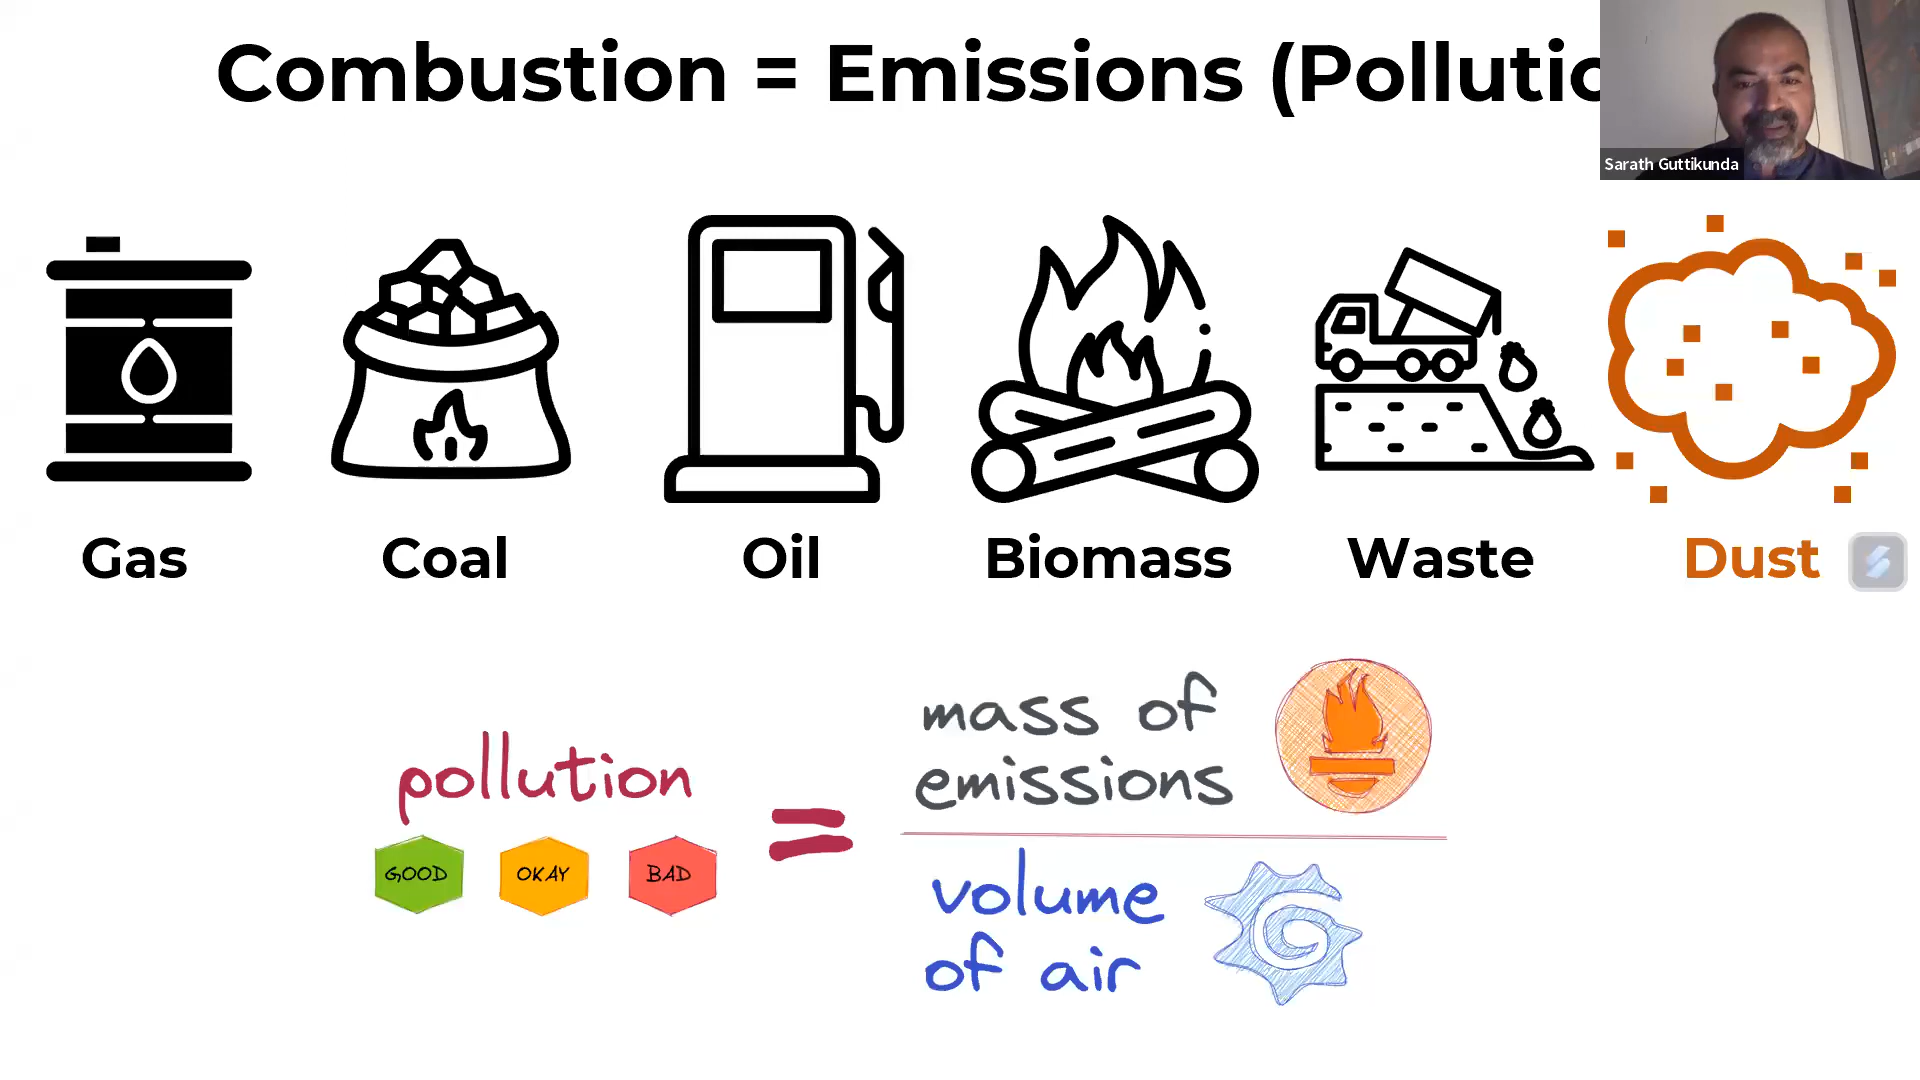 Combustion = Emissions (Pollutio
Sarath Guttikunda
Gas Coal Oil Biomass Waste Dust
pollution
GOOD OKAY BAD
=
mass of
emissions
volume
of air